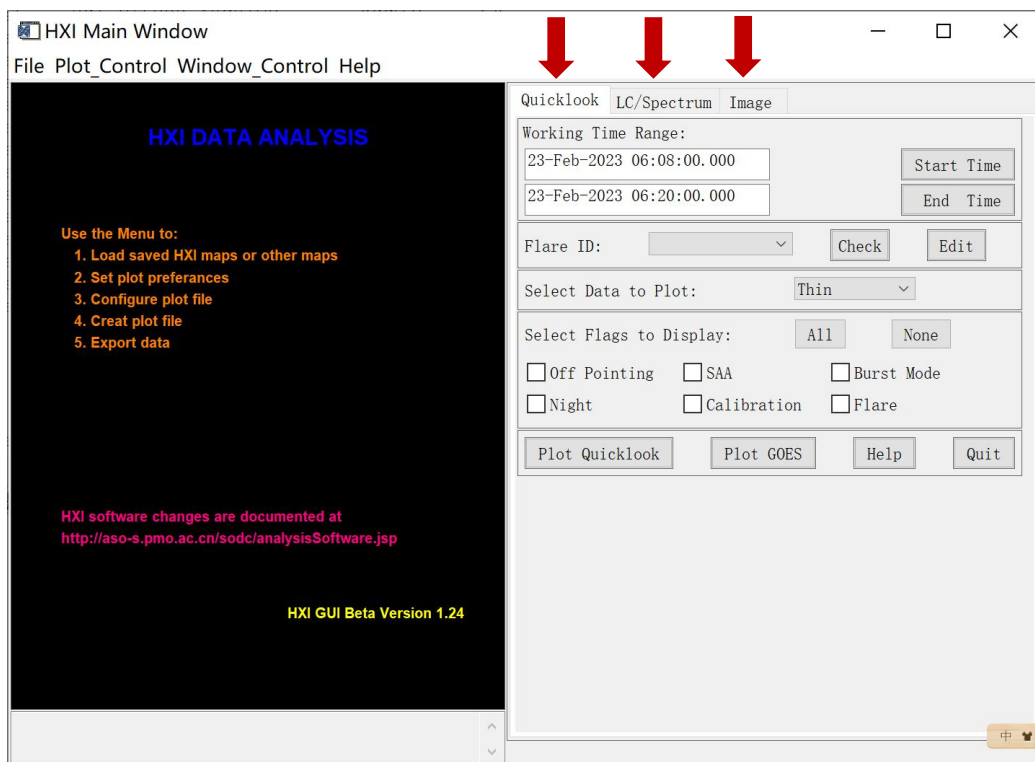 HXI Main Window
File Plot_Control Window_Control Help
HXI DATA ANALYSIS
Use the Menu to:
1. Load saved HXI maps or other maps
2. Set plot preferances
3. Configure plot file
4. Creat plot file
5. Export data
HXI software changes are documented at
http://aso-s.pmo.ac.cn/sodc/analysisSoftware.jsp
HXI GUI Beta Version 1.24
Quicklook LC/Spectrum Image
Working Time Range:
23-Feb-2023 06:08:00.000 Start Time
23-Feb-2023 06:20:00.000 End Time
Flare ID: Check Edit
Select Data to Plot: Thin
Select Flags to Display: All None
Off Pointing SAA Burst Mode
Night Calibration Flare
Plot Quicklook Plot GOES Help Quit
中